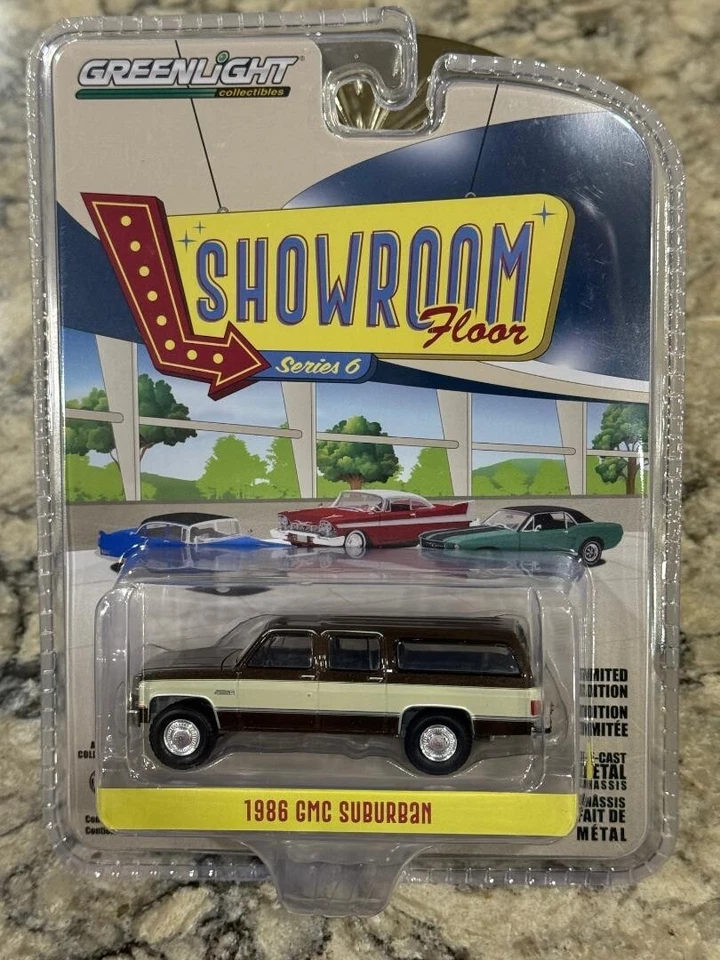 GREENLIGHT®
collectibles
SHOWROOM
Floor
Series 6
LIMITED
EDITION
ÉDITION
LIMITÉE
DIE-CAST
METAL
CHASSIS
CHÂSSIS
FAIT DE
MÉTAL
1986 GMC SUBURBAN